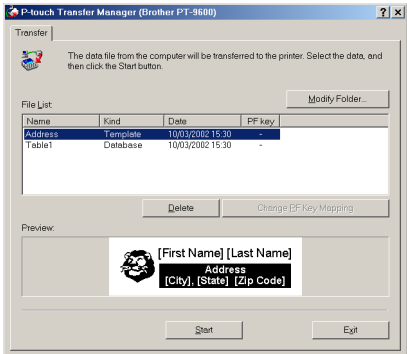 P-touch Transfer Manager (Brother PT-9600)
Transfer
The data file from the computer will be transferred to the printer. Select the data, and
then click the Start button.
Modify Folder...
File List:
Name Kind Date PF key
Address Template 10/03/2002 15:30 -
Table1 Database 10/03/2002 15:30 -
Delete Change PF Key Mapping
Preview:
[First Name] [Last Name]
Address
[City], [State] [Zip Code]
Start Exit